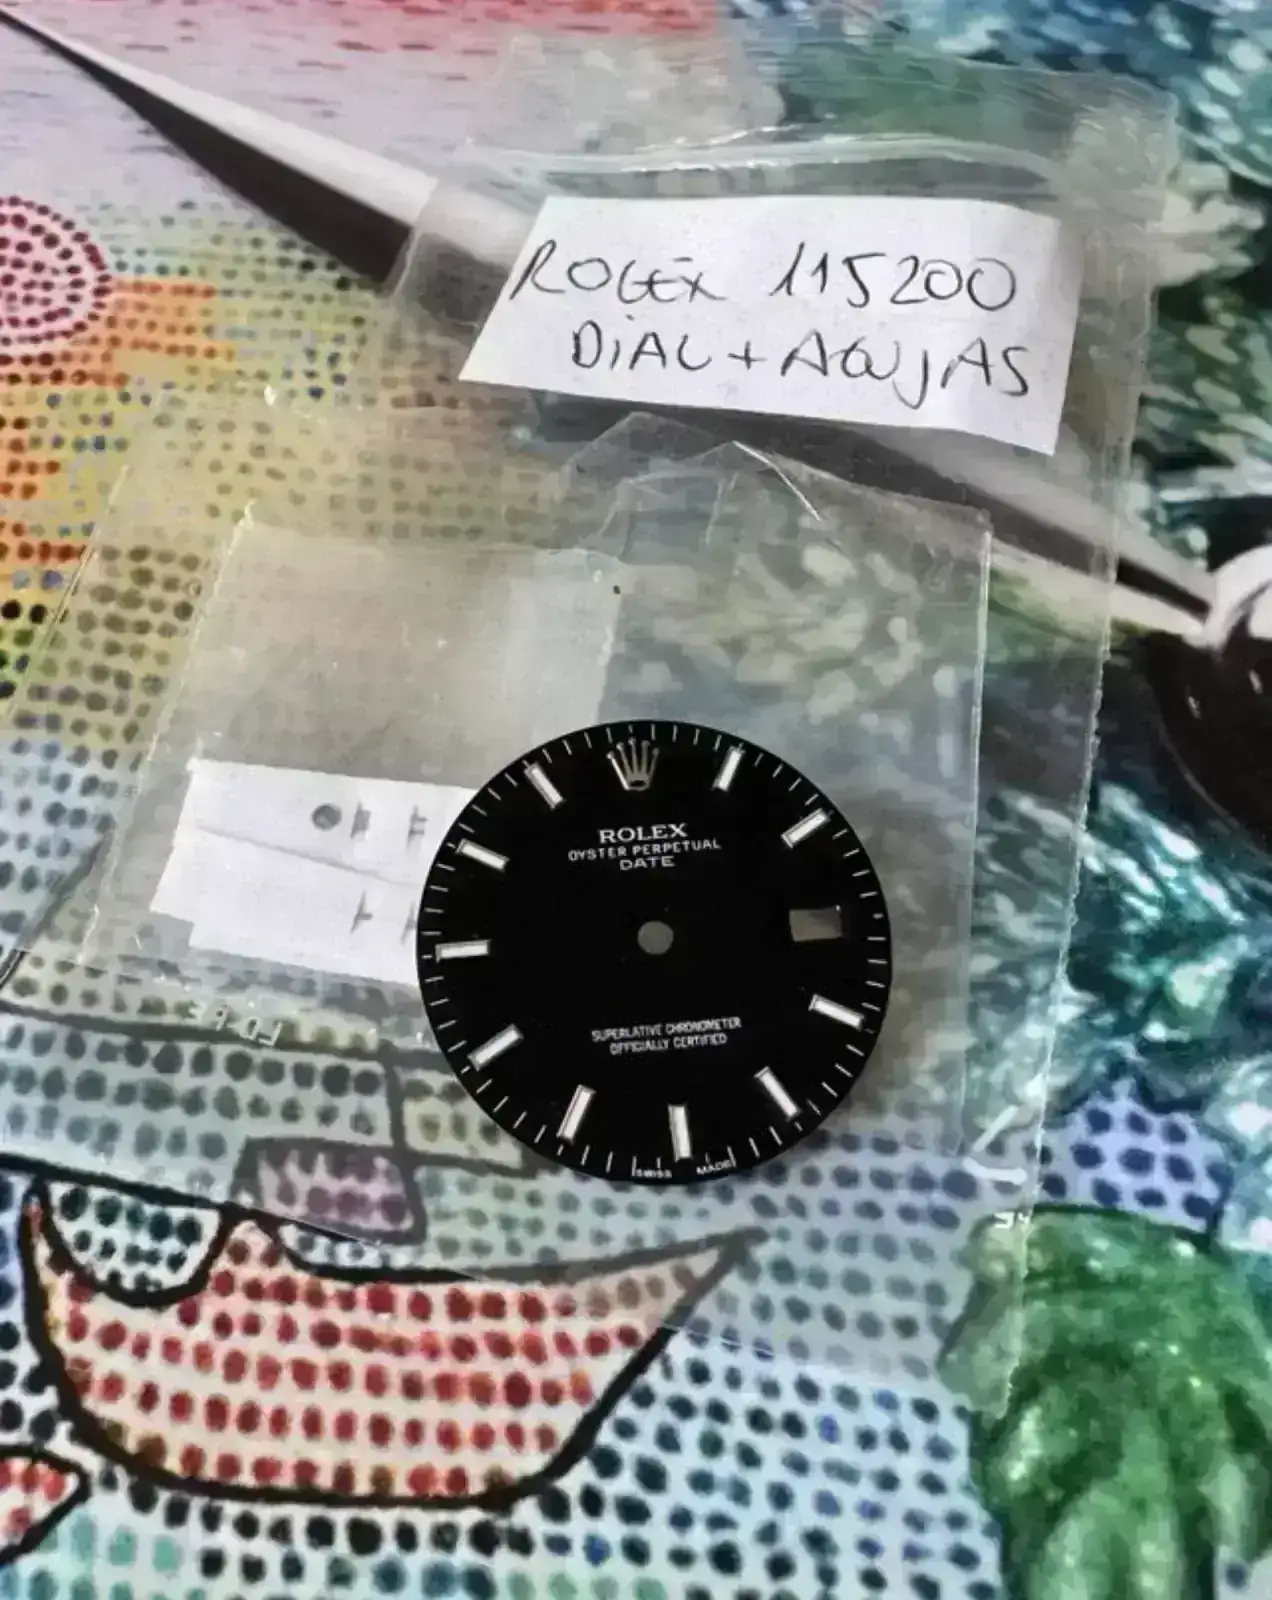 ROLEX 115200
DIAL + AGUJAS
ROLEX
OYSTER PERPETUAL
DATE
SUPERLATIVE CHRONOMETER
OFFICIALLY CERTIFIED
SWISS MADE